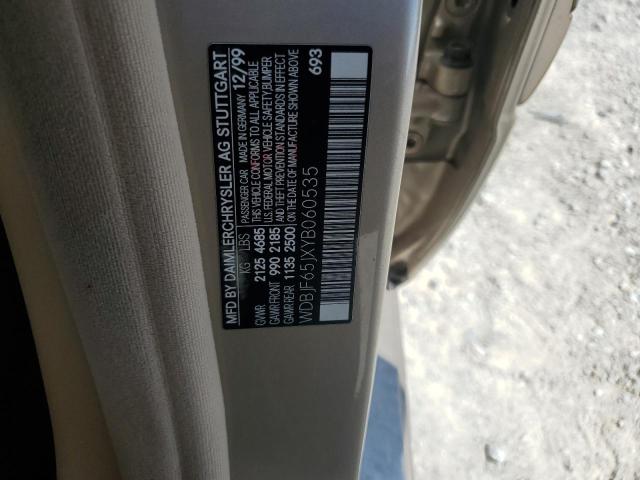 MFD BY DAIMLERCHRYSLER AG STUTTGART
PASSENGER CAR MADE IN GERMANY 12/99
KG LBS THIS VEHICLE CONFORMS TO ALL APPLICABLE
GVWR 2125 4685 U.S. FEDERAL MOTOR VEHICLE SAFETY, BUMPER
GAWR FRONT 990 2185 AND THEFT PREVENTION STANDARDS IN EFFECT
GAWR REAR 1135 2500 ON THE DATE OF MANUFACTURE SHOWN ABOVE
WDBJF65JXYB060535 693